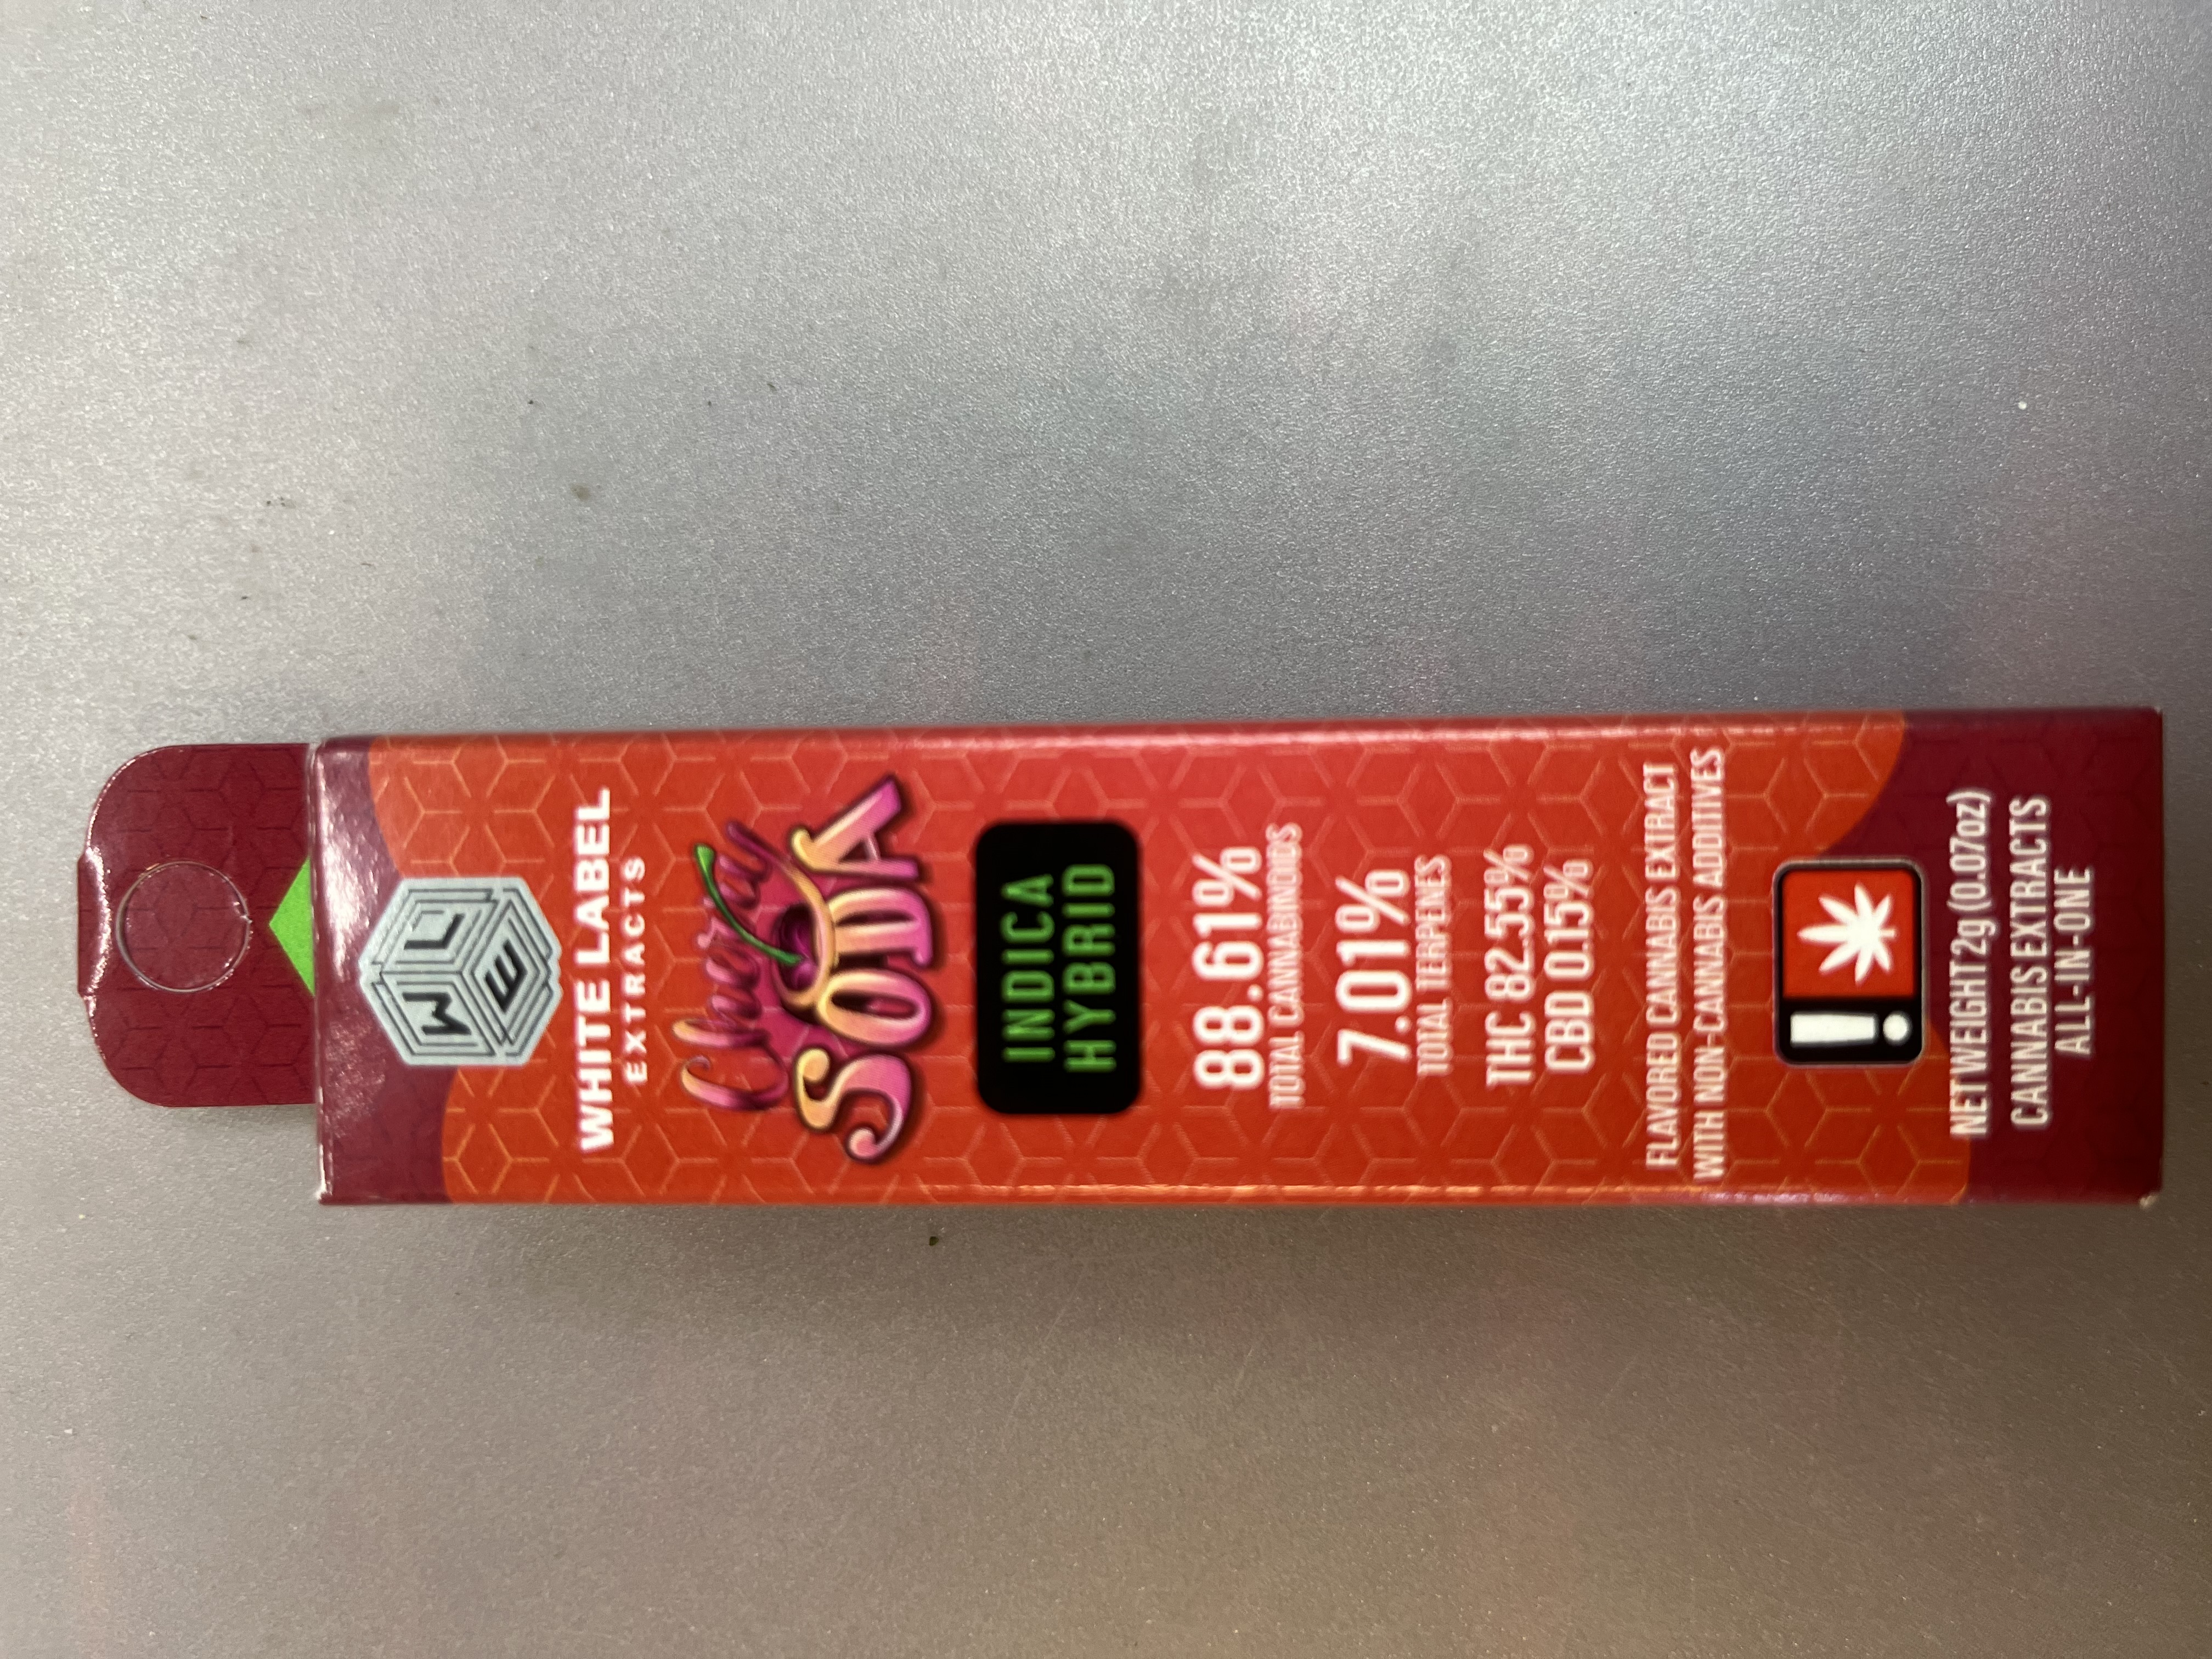 WLE
WHITE LABEL
EXTRACTS
Cherry
SODA
INDICA
HYBRID
88.61%
TOTAL CANNABINOIDS
7.01%
TOTAL TERPENES
THC 82.55%
CBD 0.15%
FLAVORED CANNABIS EXTRACT
WITH NON-CANNABIS ADDITIVES
!
NET WEIGHT 2g (0.07oz)
CANNABIS EXTRACTS
ALL-IN-ONE